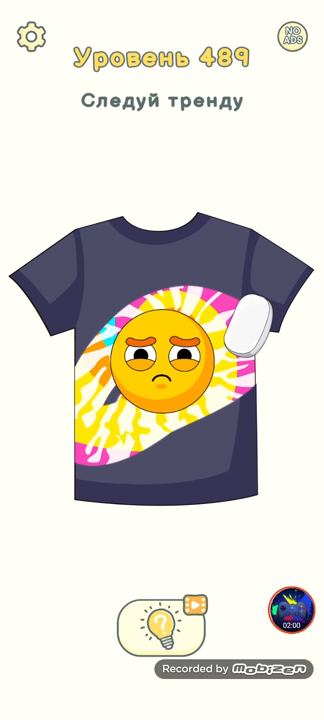 NO
ADS
Уровень 489
Следуй тренду
02:00
Recorded by mobizen